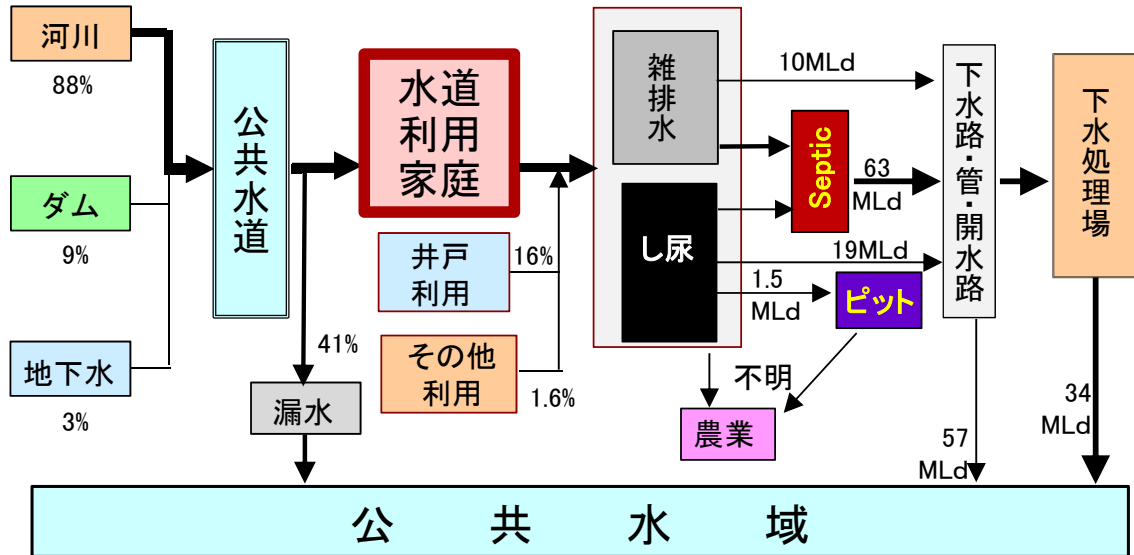 河川
88%
ダム
9%
地下水
3%
公共水道
41%
漏水
水道
利用
家庭
井戸
利用
16%
その他
利用
1.6%
雑排水
し尿
10MLd
Septic
63
MLd
19MLd
1.5
MLd
ピット
不明
農業
下水路・管・開水路
57
MLd
下水処理場
34
MLd
公共水域